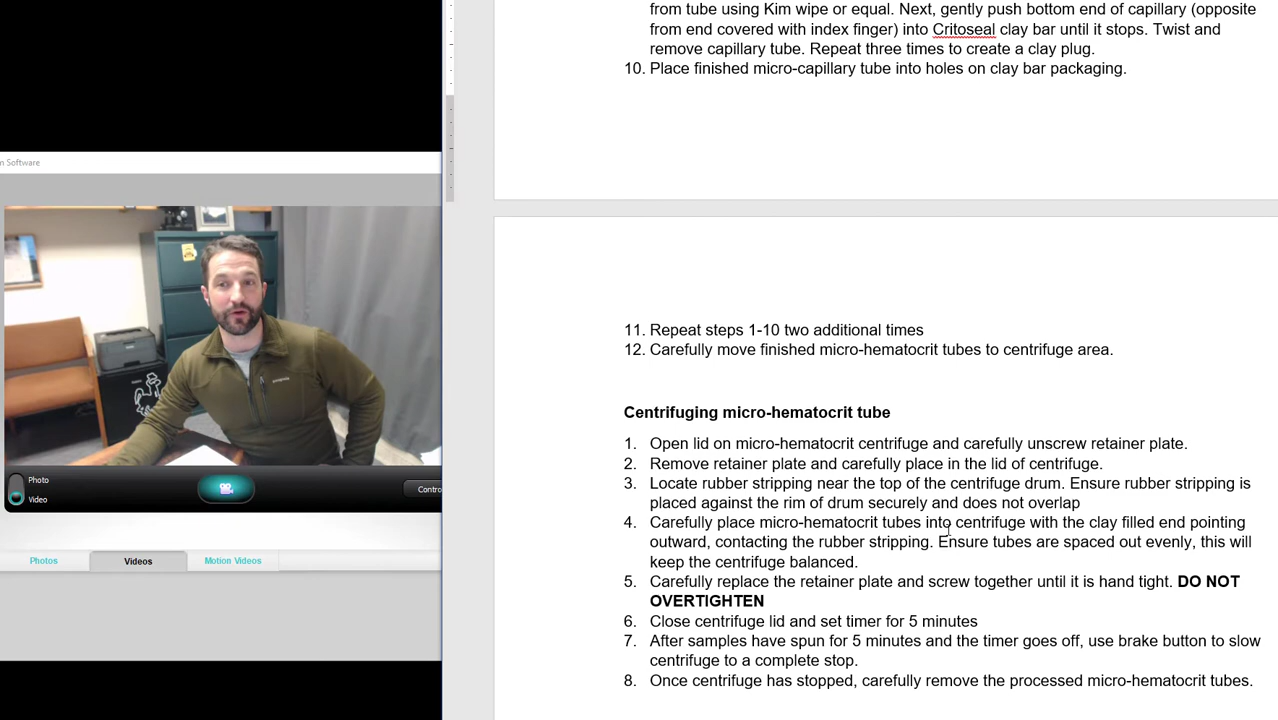 n Software
Photo
Video
Contro
Photos
Videos
Motion Videos
from tube using Kim wipe or equal. Next, gently push bottom end of capillary (opposite
from end covered with index finger) into Critoseal clay bar until it stops. Twist and
remove capillary tube. Repeat three times to create a clay plug.
10. Place finished micro-capillary tube into holes on clay bar packaging.
11. Repeat steps 1-10 two additional times
12. Carefully move finished micro-hematocrit tubes to centrifuge area.
Centrifuging micro-hematocrit tube
1. Open lid on micro-hematocrit centrifuge and carefully unscrew retainer plate.
2. Remove retainer plate and carefully place in the lid of centrifuge.
3. Locate rubber stripping near the top of the centrifuge drum. Ensure rubber stripping is
placed against the rim of drum securely and does not overlap
4. Carefully place micro-hematocrit tubes into centrifuge with the clay filled end pointing
outward, contacting the rubber stripping. Ensure tubes are spaced out evenly, this will
keep the centrifuge balanced.
5. Carefully replace the retainer plate and screw together until it is hand tight. DO NOT
OVERTIGHTEN
6. Close centrifuge lid and set timer for 5 minutes
7. After samples have spun for 5 minutes and the timer goes off, use brake button to slow
centrifuge to a complete stop.
8. Once centrifuge has stopped, carefully remove the processed micro-hematocrit tubes.